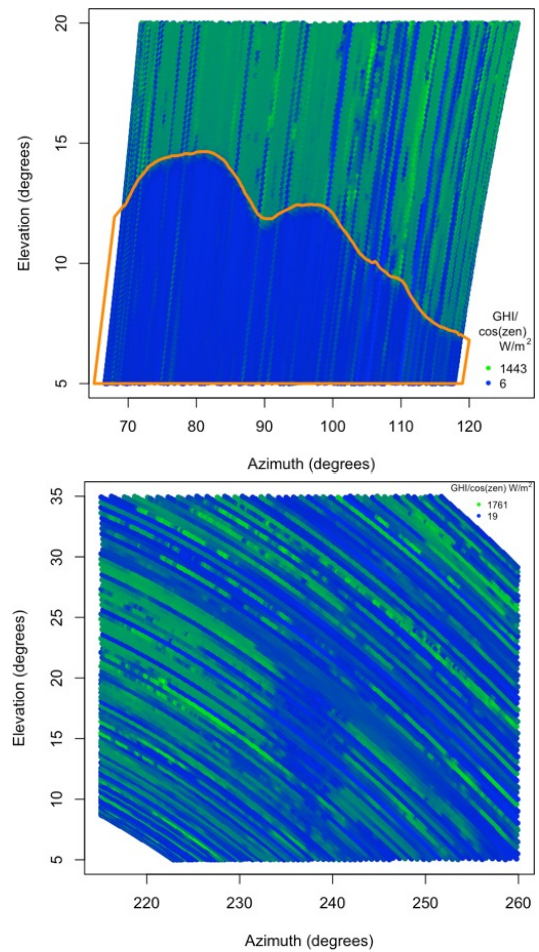 20
15
10
5
Elevation (degrees)
GHI/
cos(zen)
W/m²
1443
6
70 80 90 100 110 120
Azimuth (degrees)
35
30
25
20
15
10
5
Elevation (degrees)
GHI/cos(zen) W/m²
1761
19
220 230 240 250 260
Azimuth (degrees)